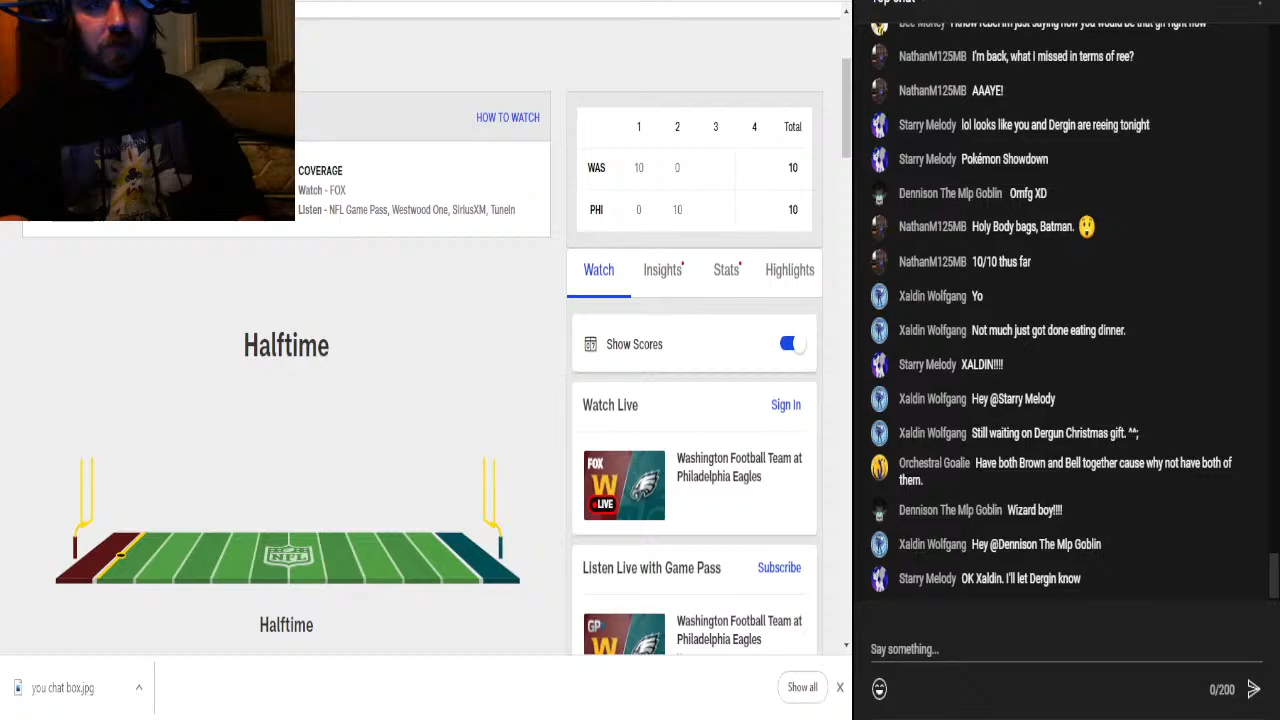 HOW TO WATCH
COVERAGE
Watch - FOX
Listen - NFL Game Pass, Westwood One, SiriusXM, TuneIn
Halftime
NFL
Halftime
1 2 3 4 Total
WAS 10 0 10
PHI 0 10 10
Watch Insights Stats Highlights
Show Scores
Watch Live Sign In
FOX
W
LIVE
Washington Football Team at
Philadelphia Eagles
Listen Live with Game Pass Subscribe
GP
W
Washington Football Team at
Philadelphia Eagles
you chat box.jpg
Show all X
NathanM125MB I'm back, what I missed in terms of ree?
NathanM125MB AAAYE!
Starry Melody lol looks like you and Dergin are reeing tonight
Starry Melody Pokémon Showdown
Dennison The Mlp Goblin Omfg XD
NathanM125MB Holy Body bags, Batman. 😲
NathanM125MB 10/10 thus far
Xaldin Wolfgang Yo
Xaldin Wolfgang Not much just got done eating dinner.
Starry Melody XALDIN!!!!
Xaldin Wolfgang Hey @Starry Melody
Xaldin Wolfgang Still waiting on Dergun Christmas gift. ^^;
Orchestral Goalie Have both Brown and Bell together cause why not have both of
them.
Dennison The Mlp Goblin Wizard boy!!!!
Xaldin Wolfgang Hey @Dennison The Mlp Goblin
Starry Melody OK Xaldin. I'll let Dergin know
Say something...
0/200